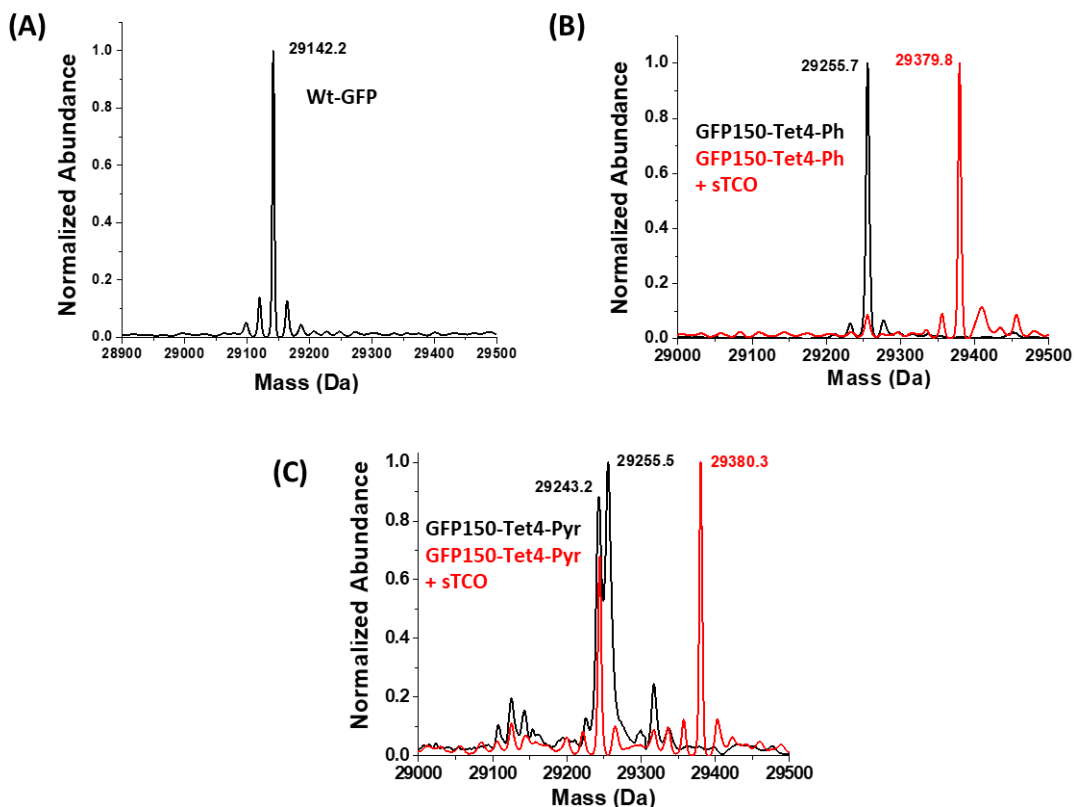 (A)
Normalized Abundance
1.0
0.8
0.6
0.4
0.2
0.0
29142.2
Wt-GFP
28900 29000 29100 29200 29300 29400 29500
Mass (Da)
(B)
Normalized Abundance
1.0
0.8
0.6
0.4
0.2
0.0
29255.7 29379.8
GFP150-Tet4-Ph
GFP150-Tet4-Ph
+ sTCO
29000 29100 29200 29300 29400 29500
Mass (Da)
(C)
Normalized Abundance
1.0
0.8
0.6
0.4
0.2
0.0
29243.2 29255.5 29380.3
GFP150-Tet4-Pyr
GFP150-Tet4-Pyr
+ sTCO
29000 29100 29200 29300 29400 29500
Mass (Da)